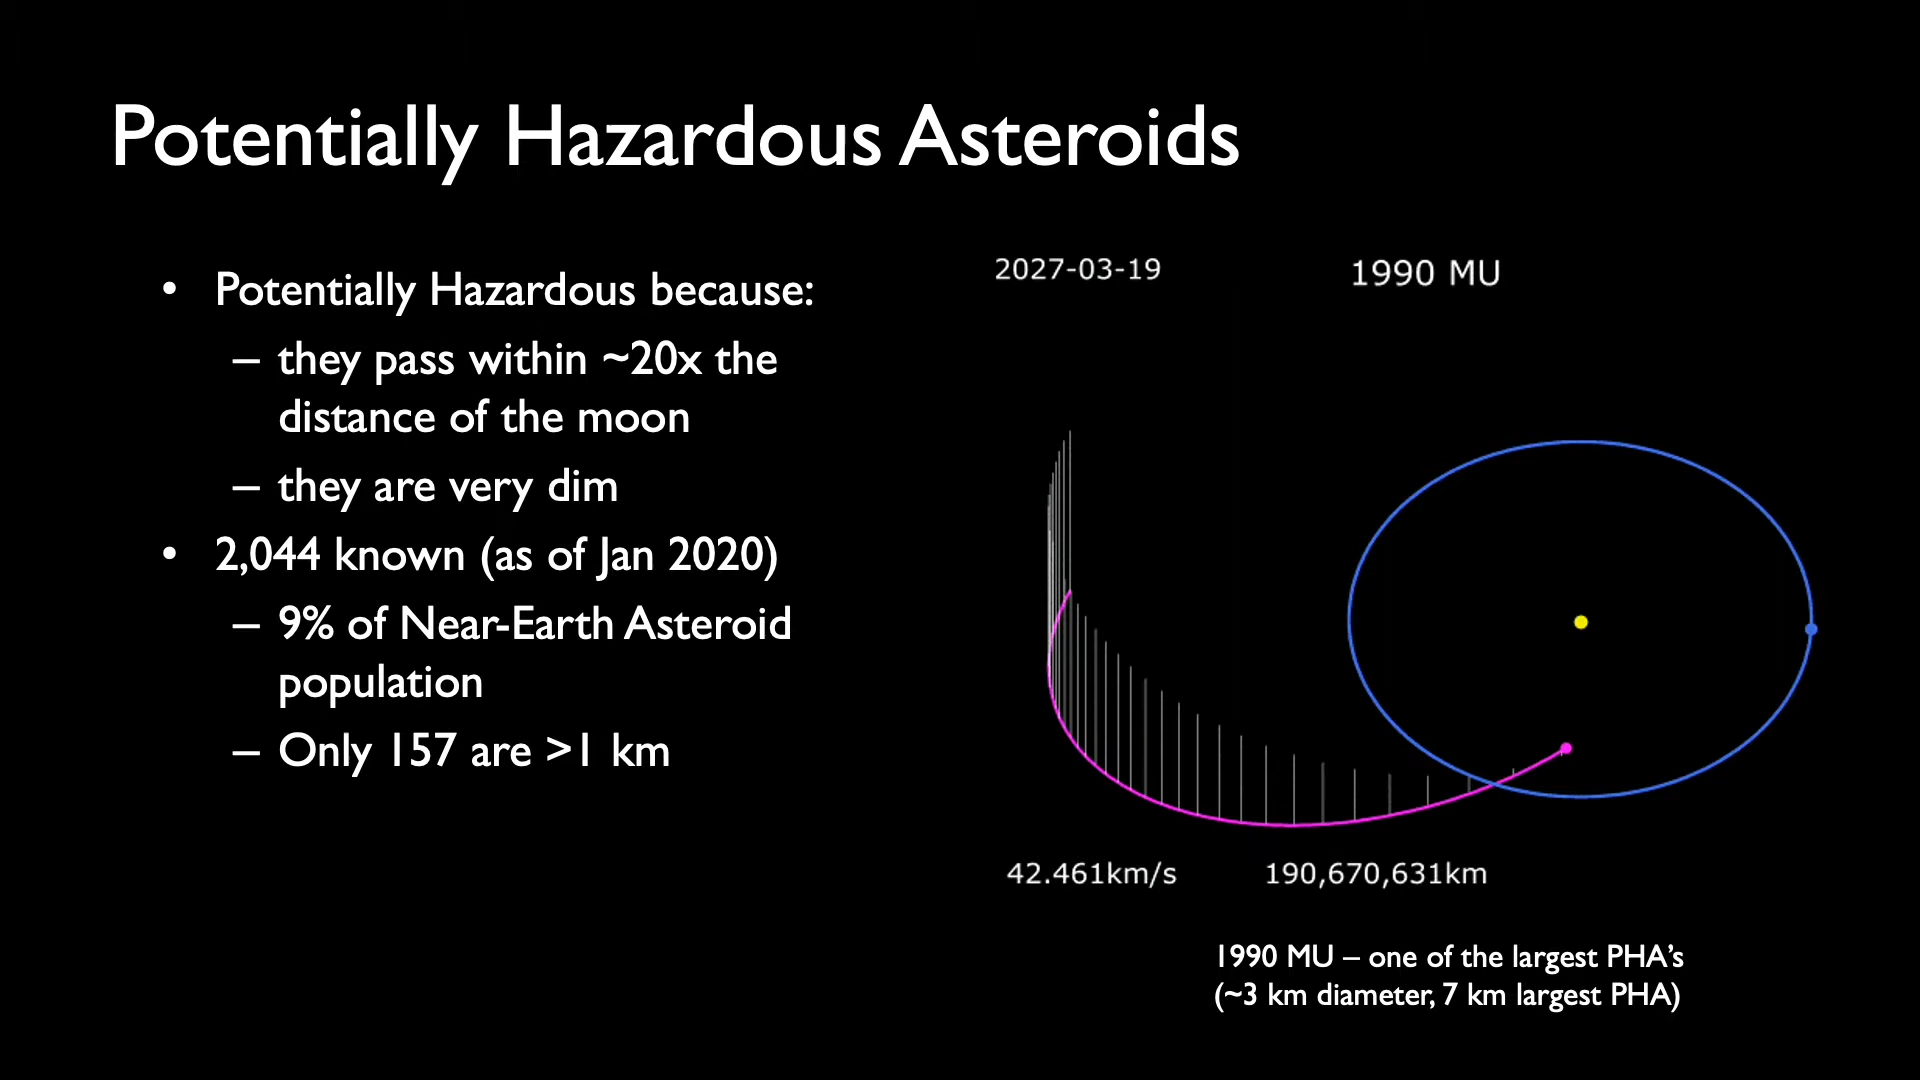 Potentially Hazardous Asteroids
• Potentially Hazardous because:
– they pass within ~20x the
distance of the moon
– they are very dim
• 2,044 known (as of Jan 2020)
– 9% of Near-Earth Asteroid
population
– Only 157 are >1 km
2027-03-19
1990 MU
42.461km/s
190,670,631km
1990 MU – one of the largest PHA’s
(~3 km diameter, 7 km largest PHA)